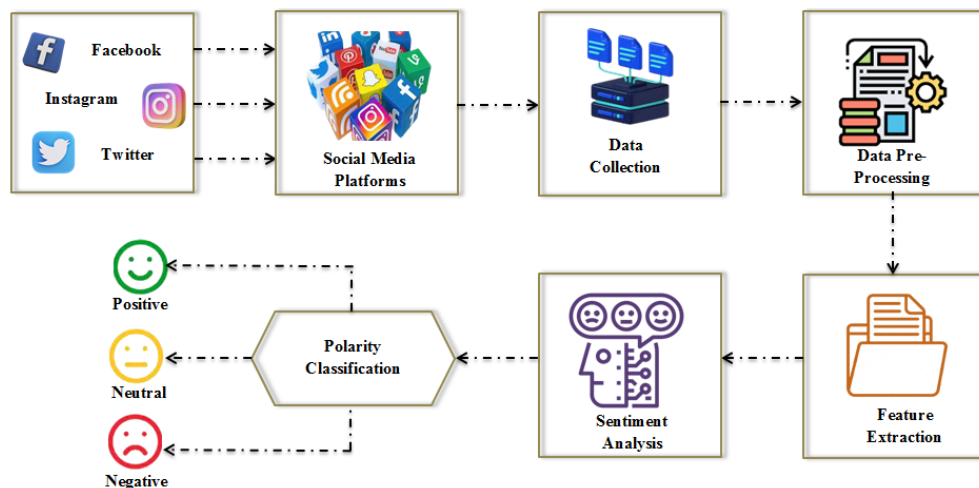 Facebook
Instagram
Twitter
Social Media
Platforms
Data
Collection
Data Pre-
Processing
Feature
Extraction
Sentiment
Analysis
Polarity
Classification
Positive
Neutral
Negative